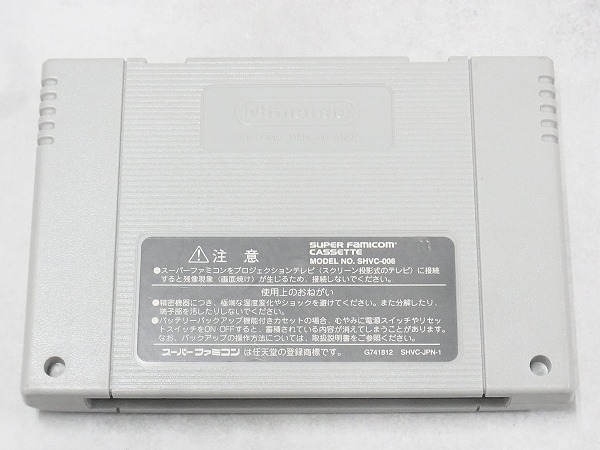 Nintendo
⚠注意
SUPER FAMICOM
CASSETTE
MODEL NO. SHVC-006
●スーパーファミコンをプロジェクションテレビ（スクリーン投影式のテレビ）に接続
すると残像現象（画面焼け）が生じるため、接続しないでください。
使用上のおねがい
●精密機器につき、極端な温度変化やショックを避けてください。また分解したり、
端子部を汚したりしないでください。
●バッテリーバックアップ機能付きカセットの場合、むやみに電源スイッチやリセッ
トスイッチをON・OFFすると、蓄積されている内容が消えてしまうことがあります。
なお、バックアップの操作方法については、取扱説明書をご参照ください。
スーパーファミコン は任天堂の登録商標です。 G741812 SHVC-JPN-1